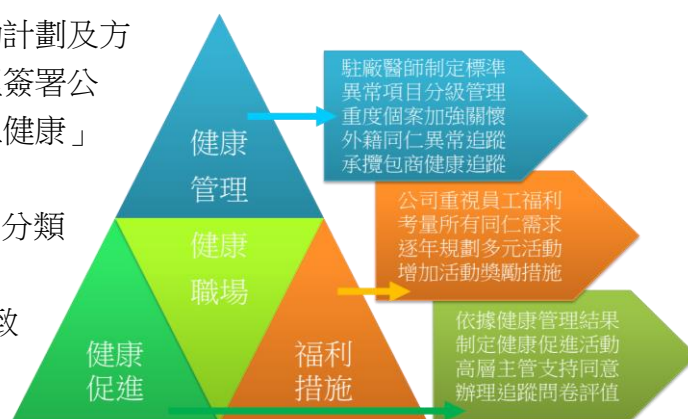 計劃及方
簽署公
健康」
分類
致
健康
管理
健康
職場
健康
促進
福利
措施
駐廠醫師制定標準
異常項目分級管理
重度個案加強關懷
外籍同仁異常追蹤
承攬包商健康追蹤
公司重視員工福利
考量所有同仁需求
逐年規劃多元活動
增加活動獎勵措施
依據健康管理結果
制定健康促進活動
高層主管支持同意
辦理追蹤問卷評值